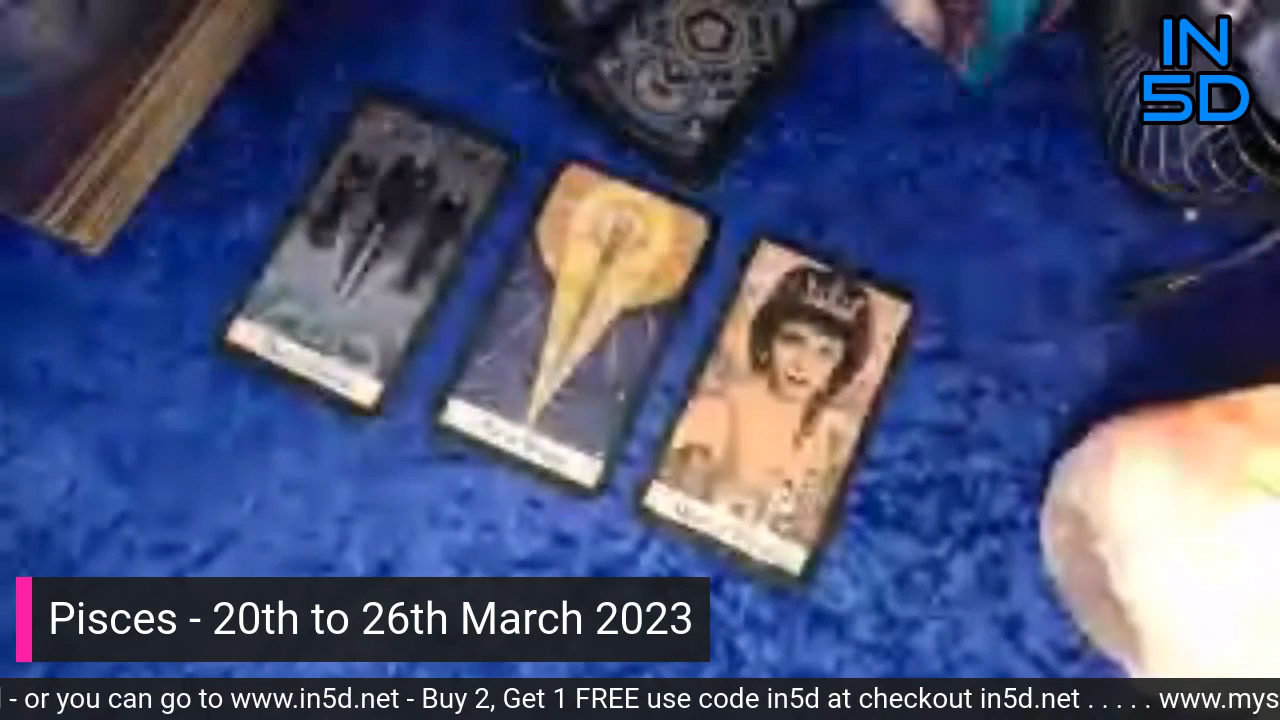 IN
5D
Pisces - 20th to 26th March 2023
- or you can go to www.in5d.net - Buy 2, Get 1 FREE use code in5d at checkout in5d.net . . . . . www.mys